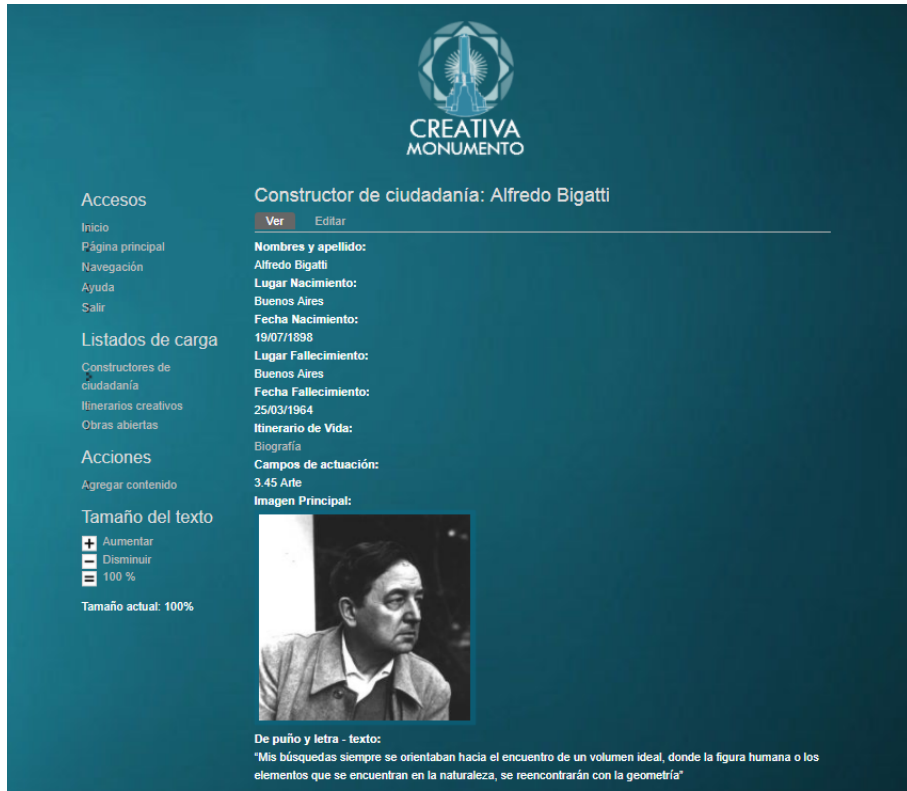 CREATIVA
MONUMENTO
Accesos
Inicio
Página principal
Navegación
Ayuda
Salir
Listados de carga
Constructores de
ciudadanía
Itinerarios creativos
Obras abiertas
Acciones
Agregar contenido
Tamaño del texto
+ Aumentar
− Disminuir
= 100 %
Tamaño actual: 100%
Constructor de ciudadanía: Alfredo Bigatti
Ver Editar
Nombres y apellido:
Alfredo Bigatti
Lugar Nacimiento:
Buenos Aires
Fecha Nacimiento:
19/07/1898
Lugar Fallecimiento:
Buenos Aires
Fecha Fallecimiento:
25/03/1964
Itinerario de Vida:
Biografía
Campos de actuación:
3.45 Arte
Imagen Principal:
De puño y letra - texto:
“Mis búsquedas siempre se orientaban hacia el encuentro de un volumen ideal, donde la figura humana o los
elementos que se encuentran en la naturaleza, se reencontrarán con la geometría”